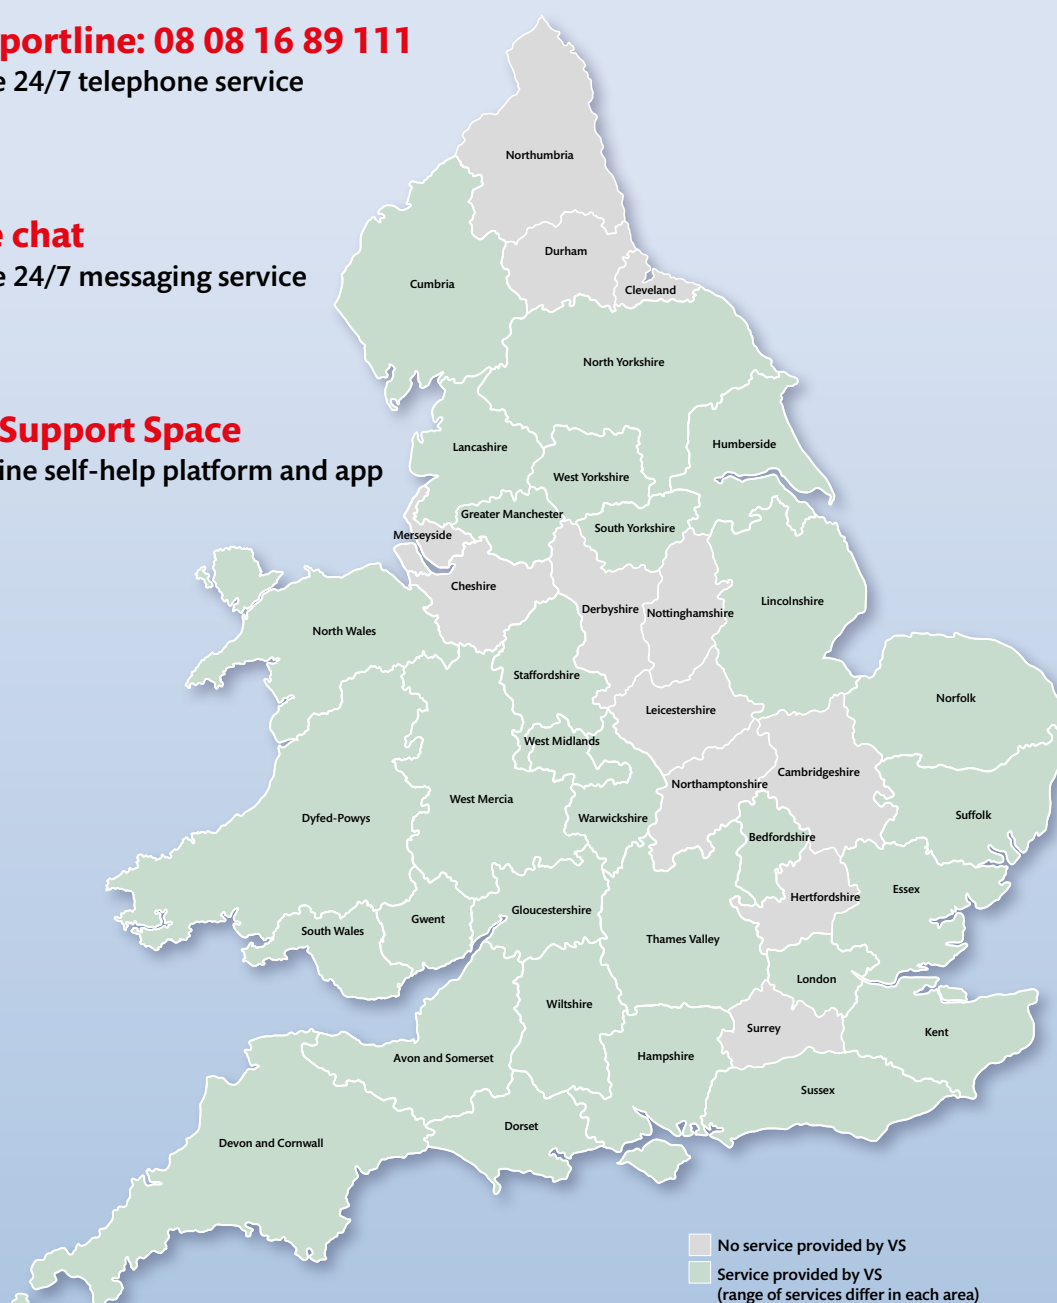 portline: 08 08 16 89 111
e 24/7 telephone service
e chat
e 24/7 messaging service
Support Space
ine self-help platform and app
Northumbria
Durham
Cleveland
Cumbria
North Yorkshire
Lancashire
Humberside
West Yorkshire
Greater Manchester
South Yorkshire
Merseyside
Cheshire
Derbyshire
Nottinghamshire
Lincolnshire
North Wales
Staffordshire
Leicestershire
Norfolk
West Midlands
Northamptonshire
Cambridgeshire
West Mercia
Dyfed-Powys
Warwickshire
Suffolk
Bedfordshire
Hertfordshire
Essex
Gloucestershire
Gwent
South Wales
Thames Valley
London
Wiltshire
Surrey
Kent
Avon and Somerset
Hampshire
Sussex
Dorset
Devon and Cornwall
No service provided by VS
Service provided by VS
(range of services differ in each area)